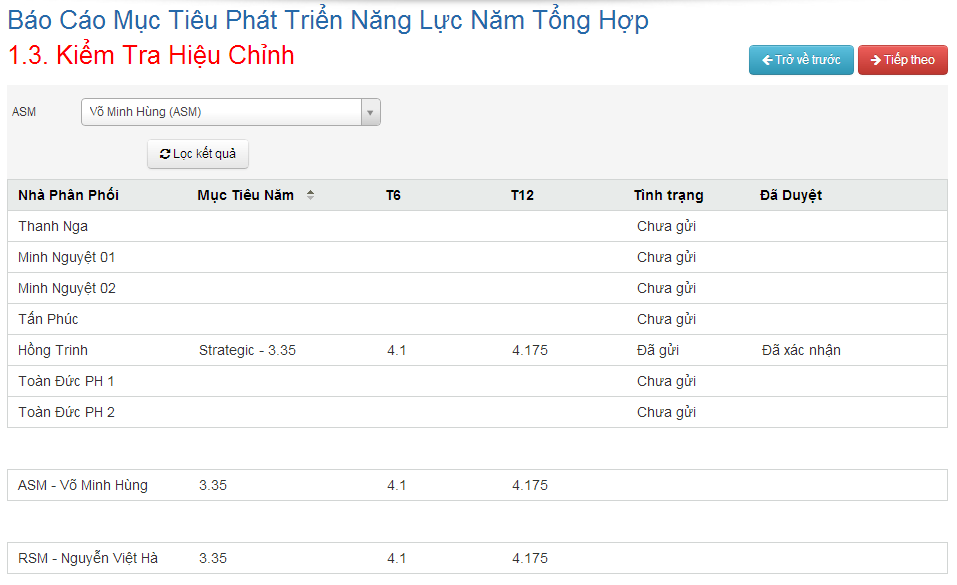 Báo Cáo Mục Tiêu Phát Triển Năng Lực Năm Tổng Hợp
1.3. Kiểm Tra Hiệu Chỉnh
Trở về trước Tiếp theo
ASM Võ Minh Hùng (ASM)
Lọc kết quả
Nhà Phân Phối Mục Tiêu Năm T6 T12 Tình trạng Đã Duyệt
Thanh Nga Chưa gửi
Minh Nguyệt 01 Chưa gửi
Minh Nguyệt 02 Chưa gửi
Tấn Phúc Chưa gửi
Hồng Trinh Strategic - 3.35 4.1 4.175 Đã gửi Đã xác nhận
Toàn Đức PH 1 Chưa gửi
Toàn Đức PH 2 Chưa gửi
ASM - Võ Minh Hùng 3.35 4.1 4.175
RSM - Nguyễn Việt Hà 3.35 4.1 4.175